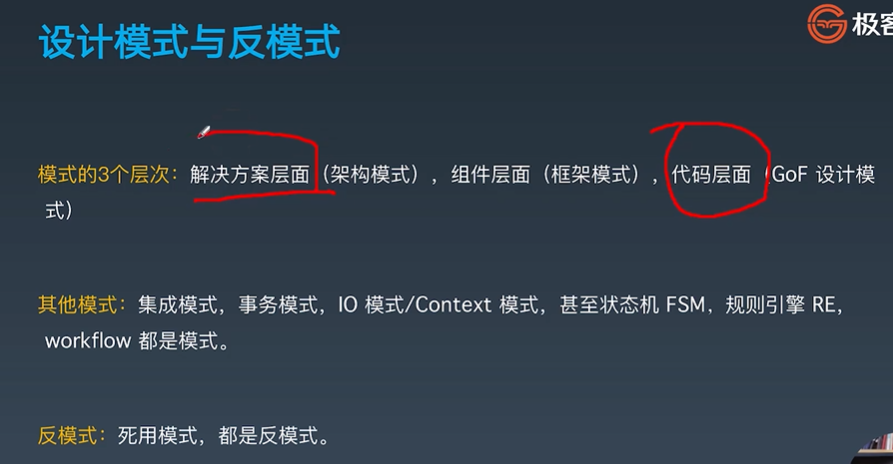 设计模式与反模式
极客
模式的3个层次：解决方案层面（架构模式），组件层面（框架模式），代码层面（GoF 设计模
式）
其他模式：集成模式，事务模式，IO 模式/Context 模式，甚至状态机 FSM，规则引擎 RE，
workflow 都是模式。
反模式：死用模式，都是反模式。